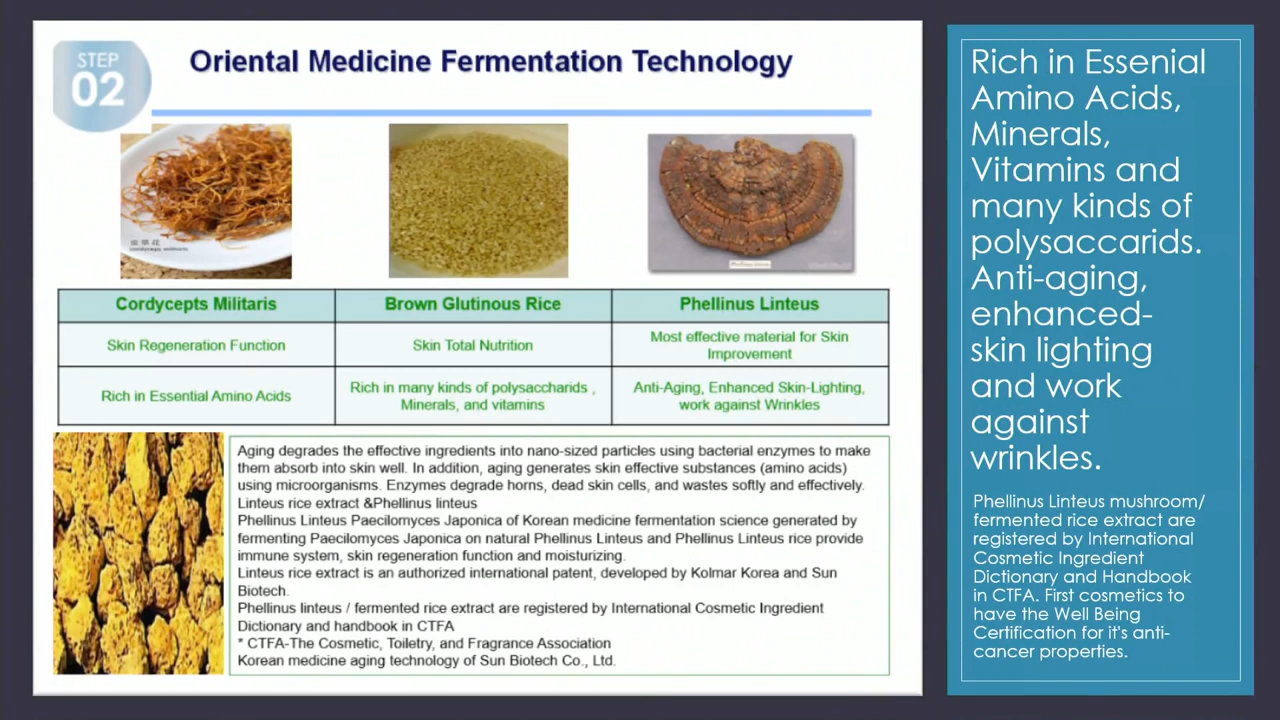 STEP
02
Oriental Medicine Fermentation Technology
Cordycepts Militaris
Brown Glutinous Rice
Phellinus Linteus
Skin Regeneration Function
Skin Total Nutrition
Most effective material for Skin
Improvement
Rich in Essential Amino Acids
Rich in many kinds of polysaccharids ,
Minerals, and vitamins
Anti-Aging, Enhanced Skin-Lighting,
work against Wrinkles
Aging degrades the effective ingredients into nano-sized particles using bacterial enzymes to make
them absorb into skin well. In addition, aging generates skin effective substances (amino acids)
using microorganisms. Enzymes degrade horns, dead skin cells, and wastes softly and effectively.
Linteus rice extract &Phellinus linteus
Phellinus Linteus Paecilomyces Japonica of Korean medicine fermentation science generated by
fermenting Paecilomyces Japonica on natural Phellinus Linteus and Phellinus Linteus rice provide
immune system, skin regeneration function and moisturizing.
Linteus rice extract is an authorized international patent, developed by Kolmar Korea and Sun
Biotech.
Phellinus linteus / fermented rice extract are registered by International Cosmetic Ingredient
Dictionary and handbook in CTFA
* CTFA-The Cosmetic, Toiletry, and Fragrance Association
Korean medicine aging technology of Sun Biotech Co., Ltd.
Rich in Essenial
Amino Acids,
Minerals,
Vitamins and
many kinds of
polysaccarids.
Anti-aging,
enhanced-
skin lighting
and work
against
wrinkles.
Phellinus Linteus mushroom/
fermented rice extract are
registered by International
Cosmetic Ingredient
Dictionary and Handbook
in CTFA. First cosmetics to
have the Well Being
Certification for it's anti-
cancer properties.